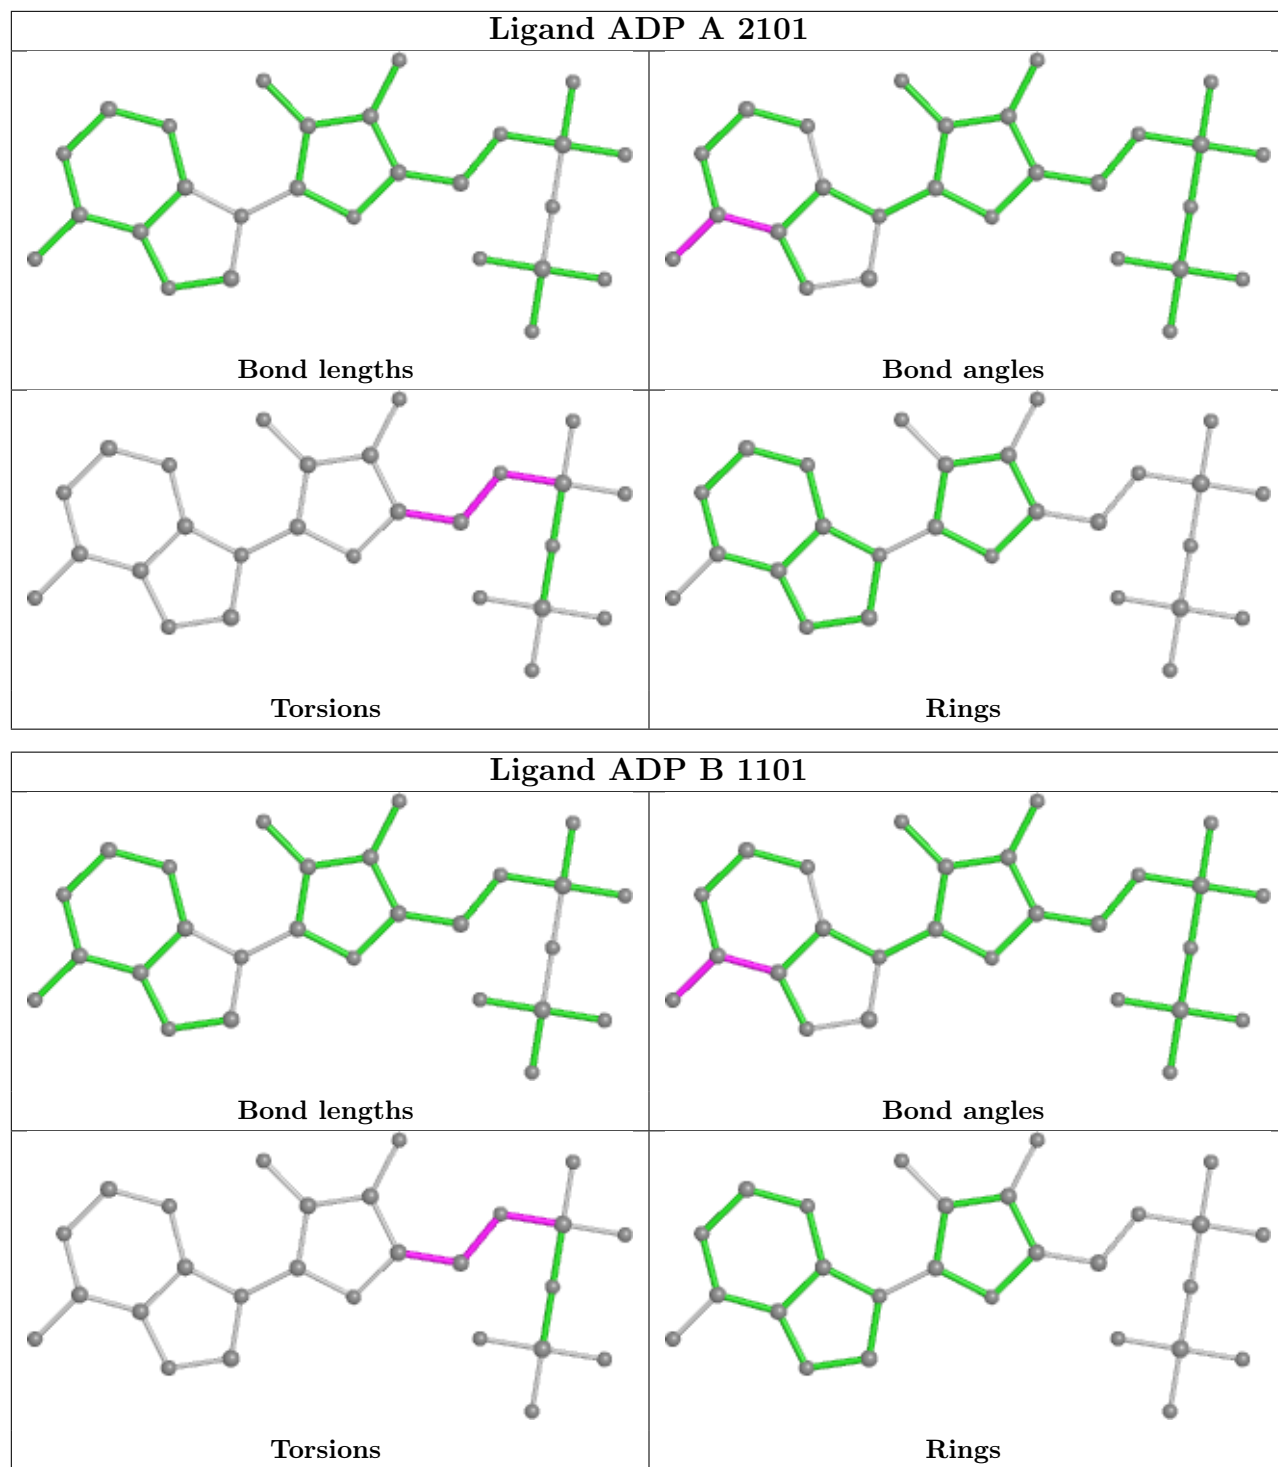 Ligand ADP A 2101
Bond lengths
Bond angles
Torsions
Rings
Ligand ADP B 1101
Bond lengths
Bond angles
Torsions
Rings